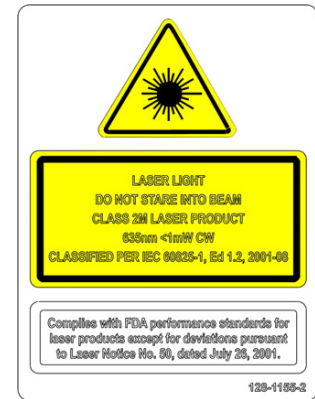 LASER LIGHT
DO NOT STARE INTO BEAM
CLASS 2M LASER PRODUCT
635nm <1mW CW
CLASSIFIED PER IEC 60825-1, Ed 1.2, 2001-08
Complies with FDA performance standards for
laser products except for deviations pursuant
to Laser Notice No. 50, dated July 26, 2001.
128-1155-2